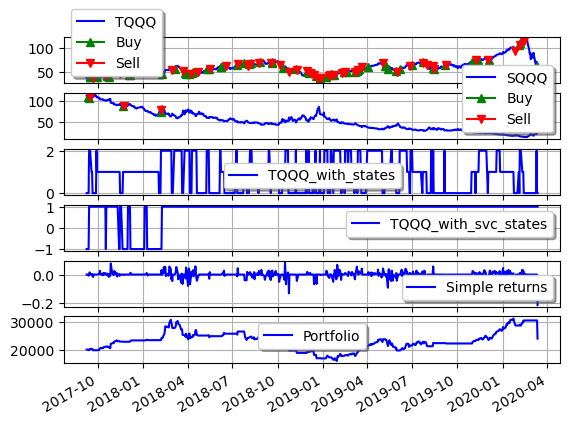 TQQQ
Buy
Sell
100
50
SQQQ
Buy
Sell
100
50
TQQQ_with_states
2
0
TQQQ_with_svc_states
1
0
−1
Simple returns
0.0
−0.2
Portfolio
30000
20000
2017-10
2018-01
2018-04
2018-07
2018-10
2019-01
2019-04
2019-07
2019-10
2020-01
2020-04